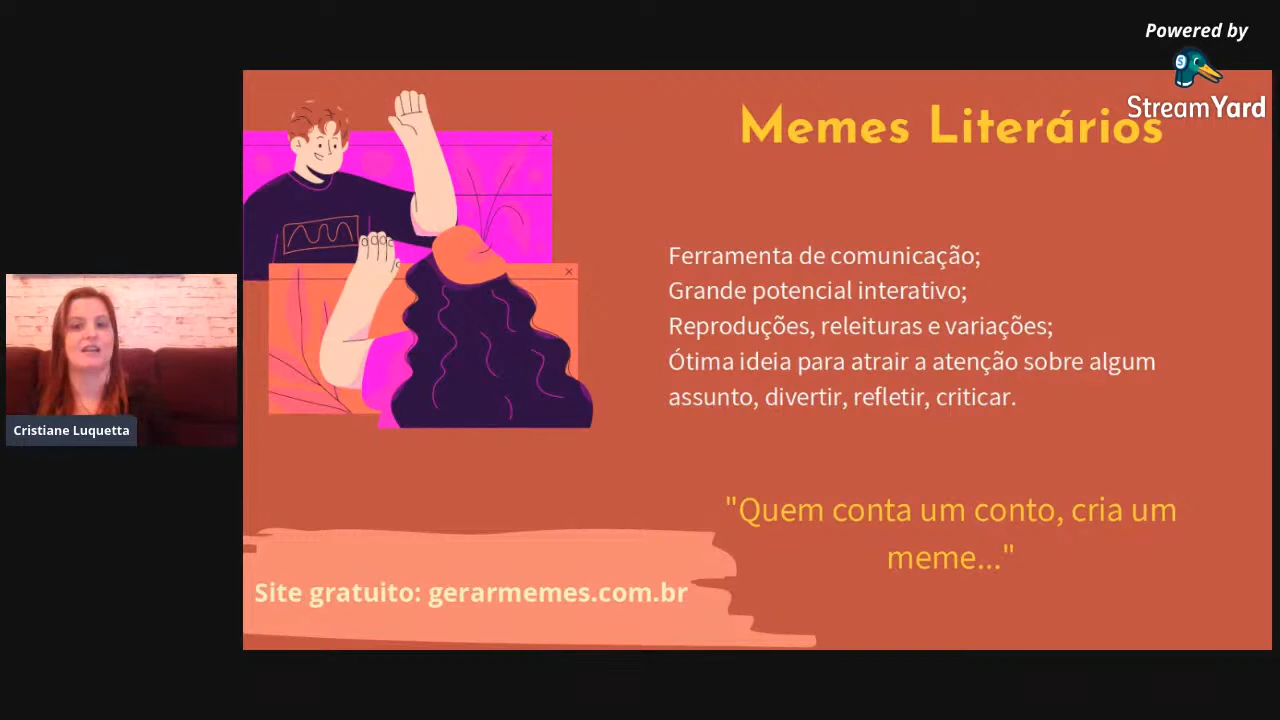 Powered by
StreamYard
Memes Literários
Ferramenta de comunicação;
Grande potencial interativo;
Reproduções, releituras e variações;
Ótima ideia para atrair a atenção sobre algum
assunto, divertir, refletir, criticar.
Cristiane Luquetta
"Quem conta um conto, cria um
meme..."
Site gratuito: gerarmemes.com.br